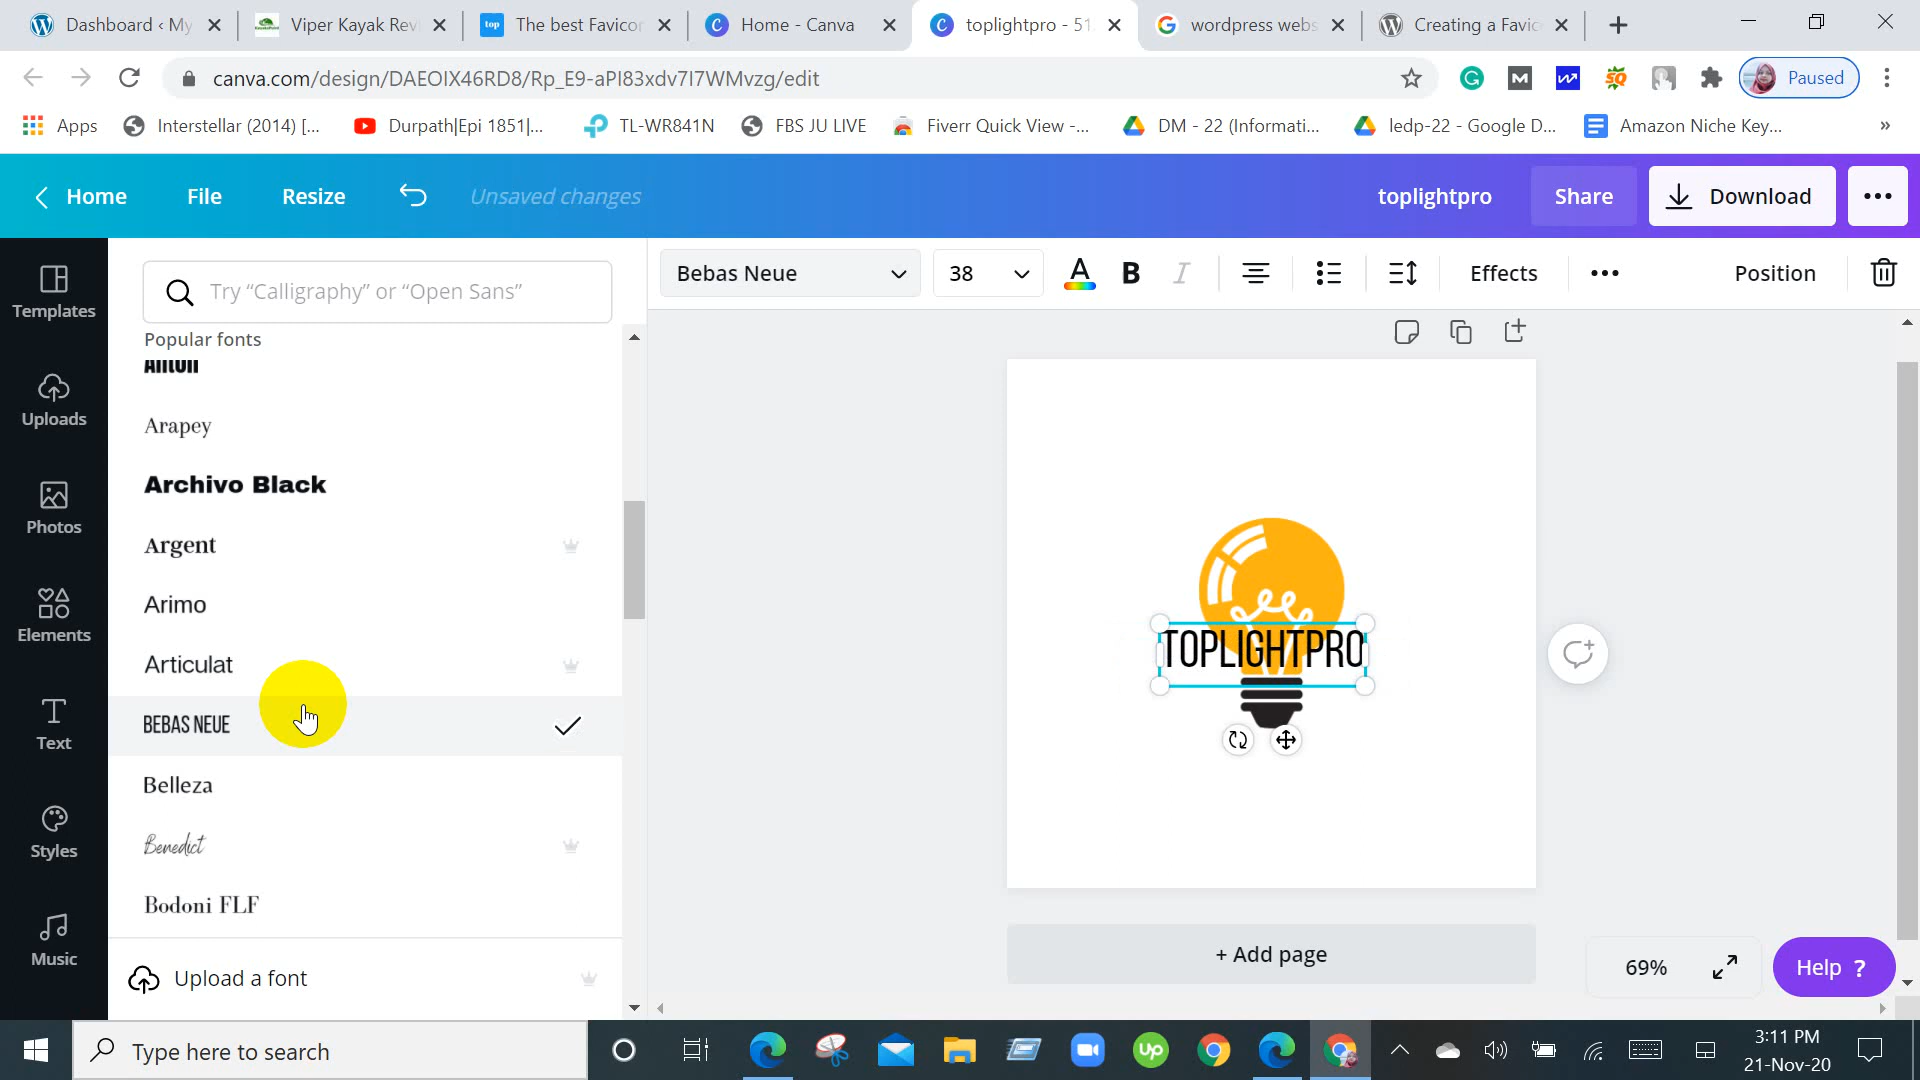 Dashboard ‹ My
Viper Kayak Rev
top
The best Favicon
Home - Canva
toplightpro - 51
wordpress webs
Creating a Favic
canva.com/design/DAEOIX46RD8/Rp_E9-aPI83xdv7I7WMvzg/edit
Paused
Apps
Interstellar (2014) [...
Durpath|Epi 1851|...
TL-WR841N
FBS JU LIVE
Fiverr Quick View -...
DM - 22 (Informati...
ledp-22 - Google D...
Amazon Niche Key...
»
Home
File
Resize
Unsaved changes
toplightpro
Share
Download
Templates
Uploads
Photos
Elements
Text
Styles
Music
Try “Calligraphy” or “Open Sans”
Popular fonts
Anton
Arapey
Archivo Black
Argent
Arimo
Articulat
BEBAS NEUE
Belleza
Benedict
Bodoni FLF
Upload a font
Bebas Neue
38
A
B
I
Effects
Position
TOPLIGHTPRO
+ Add page
69%
Help ?
Type here to search
Up
3:11 PM
21-Nov-20